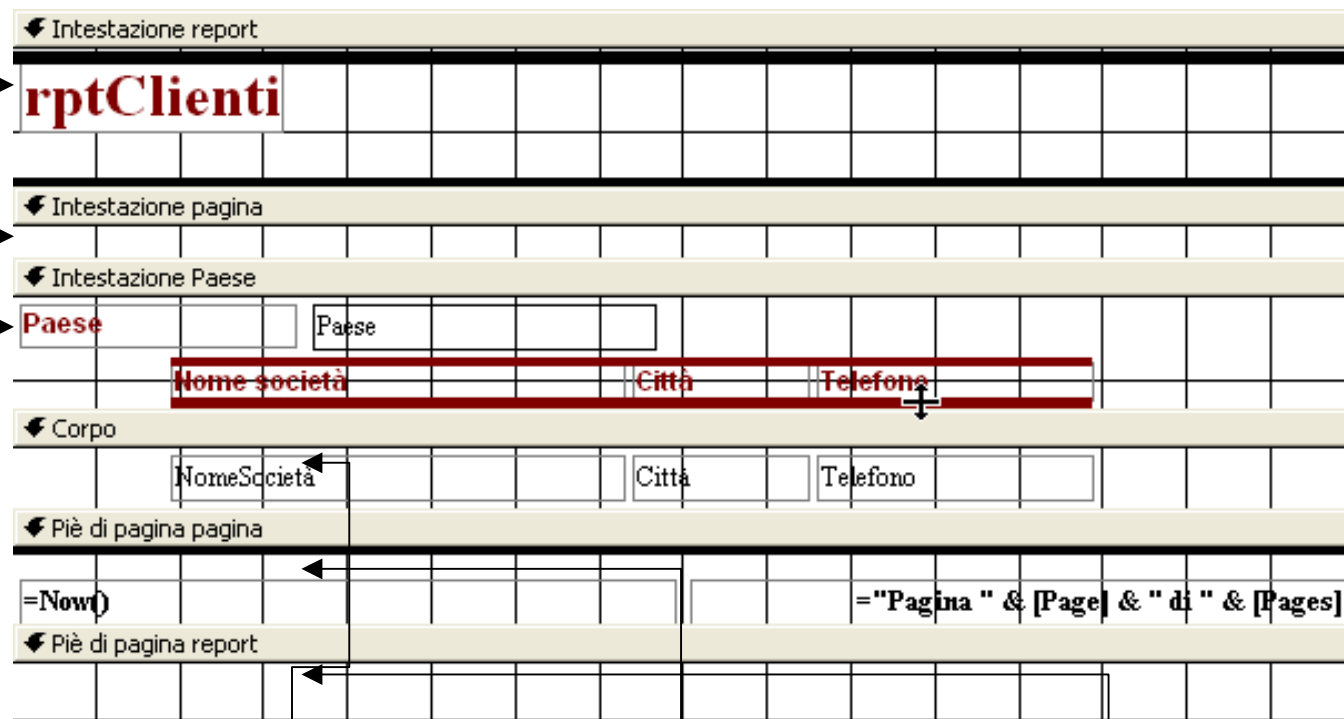 Intestazione report
rptClienti
Intestazione pagina
Intestazione Paese
Paese Paese
Nome società Città Telefono
Corpo
NomeSocietà Città Telefono
Piè di pagina pagina
=Now() ="Pagina " & [Page] & " di " & [Pages]
Piè di pagina report